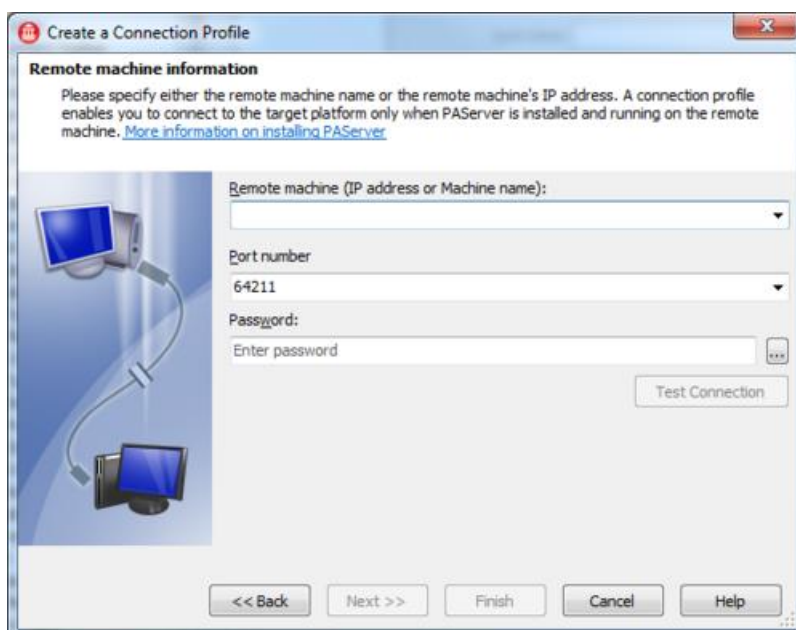 Create a Connection Profile
Remote machine information
Please specify either the remote machine name or the remote machine's IP address. A connection profile
enables you to connect to the target platform only when PAServer is installed and running on the remote
machine. More information on installing PAServer
Remote machine (IP address or Machine name):
Port number
64211
Password:
Enter password
...
Test Connection
<< Back
Next >>
Finish
Cancel
Help